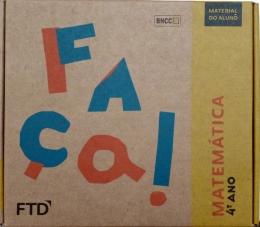 MATERIAL
DO ALUNO
BNCC
FAÇA!
MATEMÁTICA
4º ANO
FTD